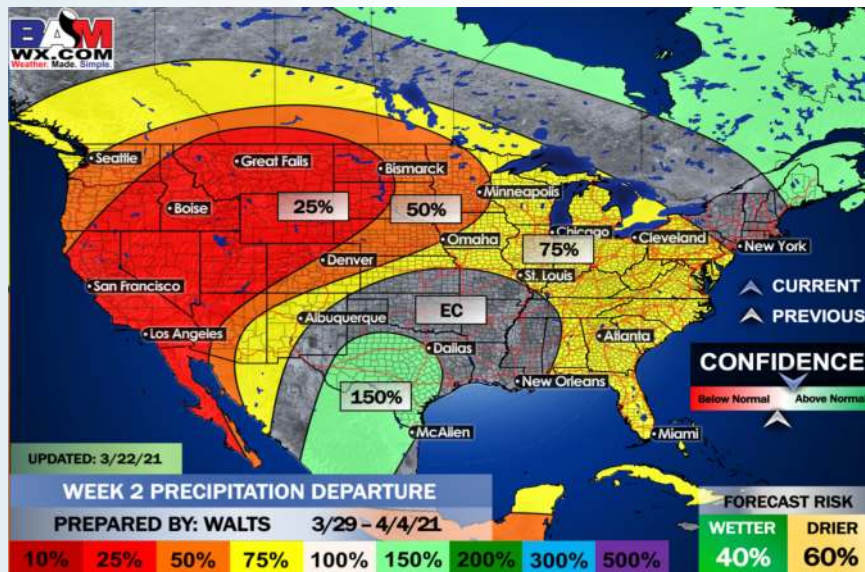 BAM
WX.COM
Weather. Made. Simple.
Seattle
Great Falls
Bismarck
Minneapolis
Boise
25%
50%
Omaha
Chicago
75%
Cleveland
New York
Denver
St. Louis
San Francisco
CURRENT
EC
PREVIOUS
Los Angeles
Albuquerque
Atlanta
Dallas
CONFIDENCE
New Orleans
Below Normal
Above Normal
150%
McAllen
Miami
UPDATED: 3/22/21
WEEK 2 PRECIPITATION DEPARTURE
PREPARED BY: WALTS 3/29 – 4/4/21
FORECAST RISK
WETTER DRIER
40% 60%
10% 25% 50% 75% 100% 150% 200% 300% 500%